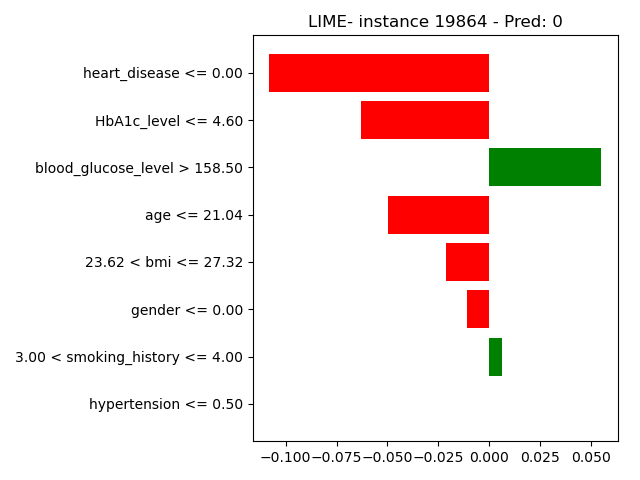 LIME- instance 19864 - Pred: 0
heart_disease <= 0.00
HbA1c_level <= 4.60
blood_glucose_level > 158.50
age <= 21.04
23.62 < bmi <= 27.32
gender <= 0.00
3.00 < smoking_history <= 4.00
hypertension <= 0.50
−0.100 −0.075 −0.050 −0.025 0.000 0.025 0.050